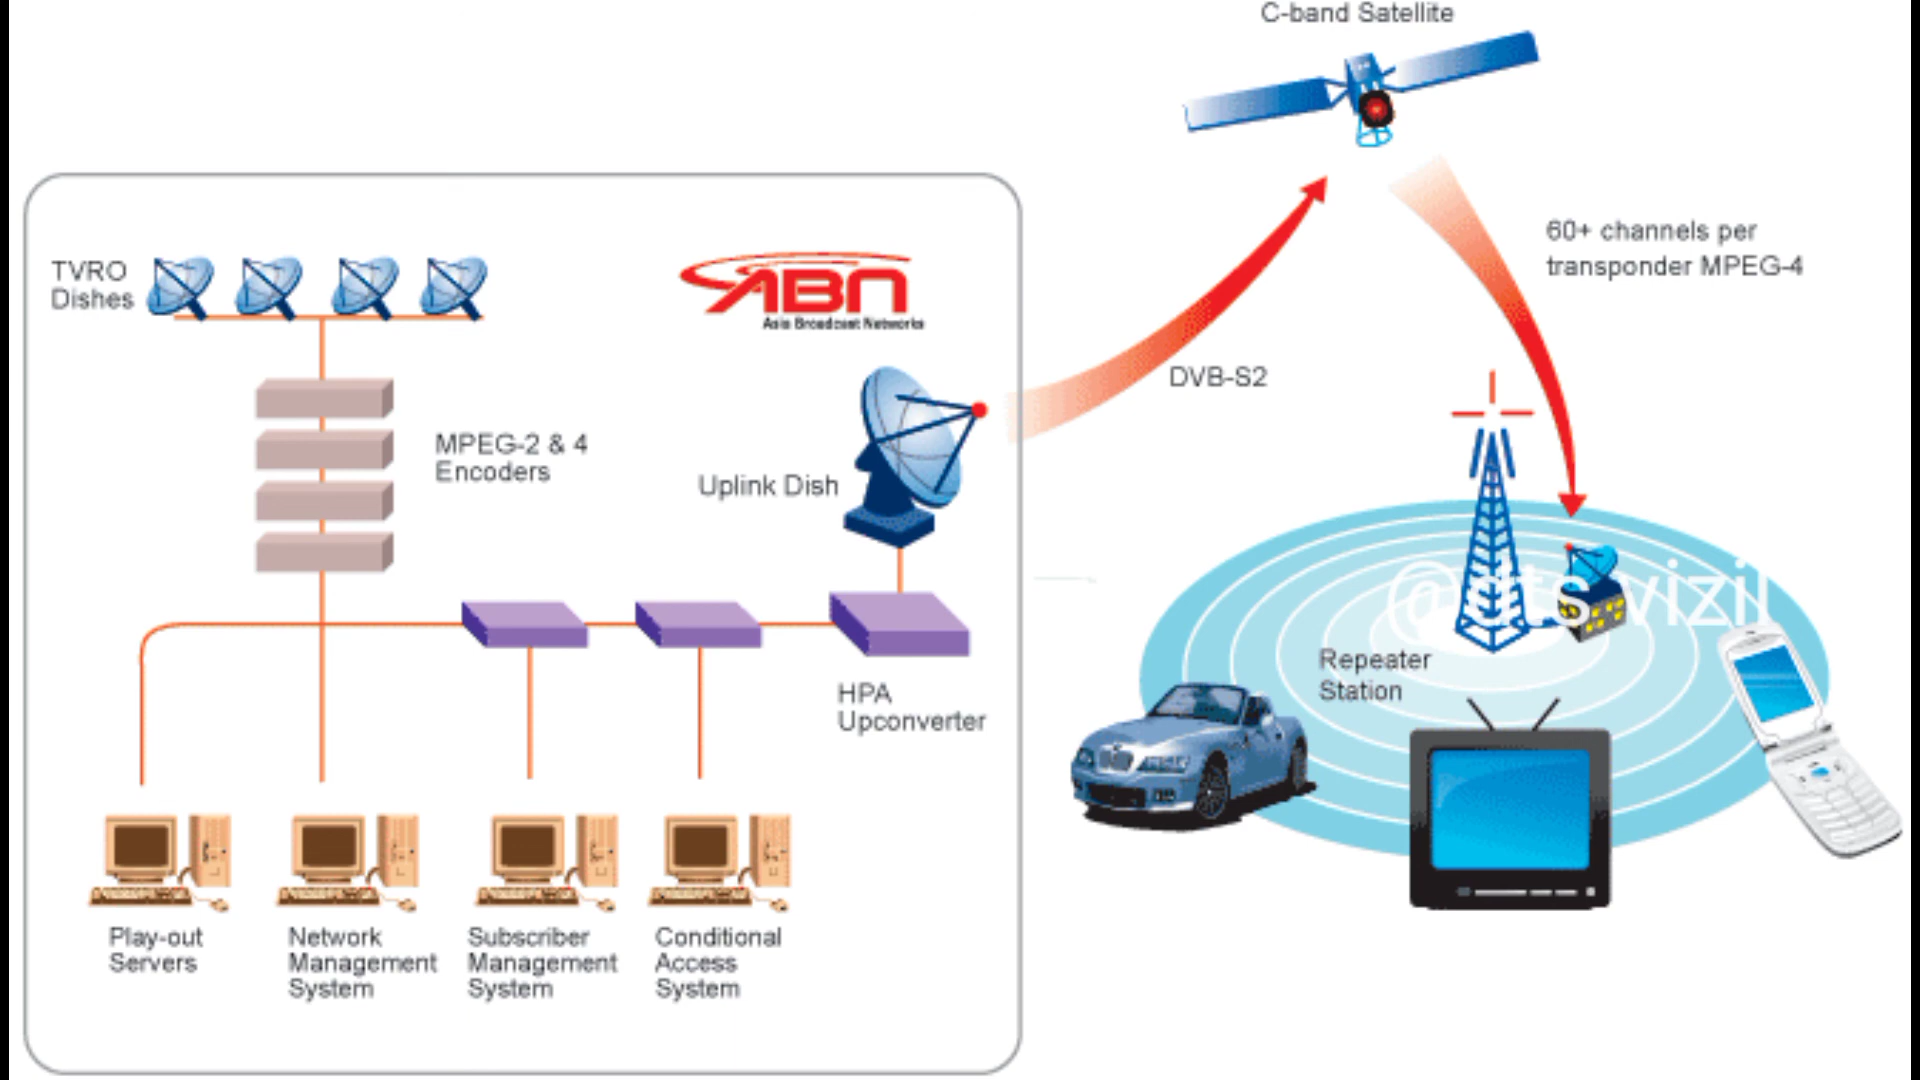 C-band Satellite
TVRO
Dishes
ABN
Asia Broadcast Networks
60+ channels per
transponder MPEG-4
DVB-S2
MPEG-2 & 4
Encoders
Uplink Dish
HPA
Upconverter
Repeater
Station
Play-out
Servers
Network
Management
System
Subscriber
Management
System
Conditional
Access
System